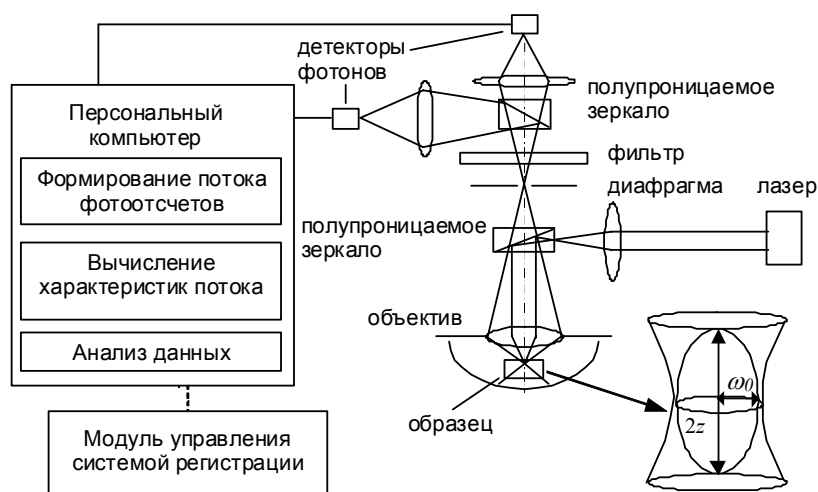 детекторы
фотонов
полупроницаемое
зеркало
Персональный
компьютер
фильтр
Формирование потока
фотоотсчетов
диафрагма
лазер
полупроницаемое
зеркало
Вычисление
характеристик потока
объектив
Анализ данных
ω0
2z
образец
Модуль управления
системой регистрации